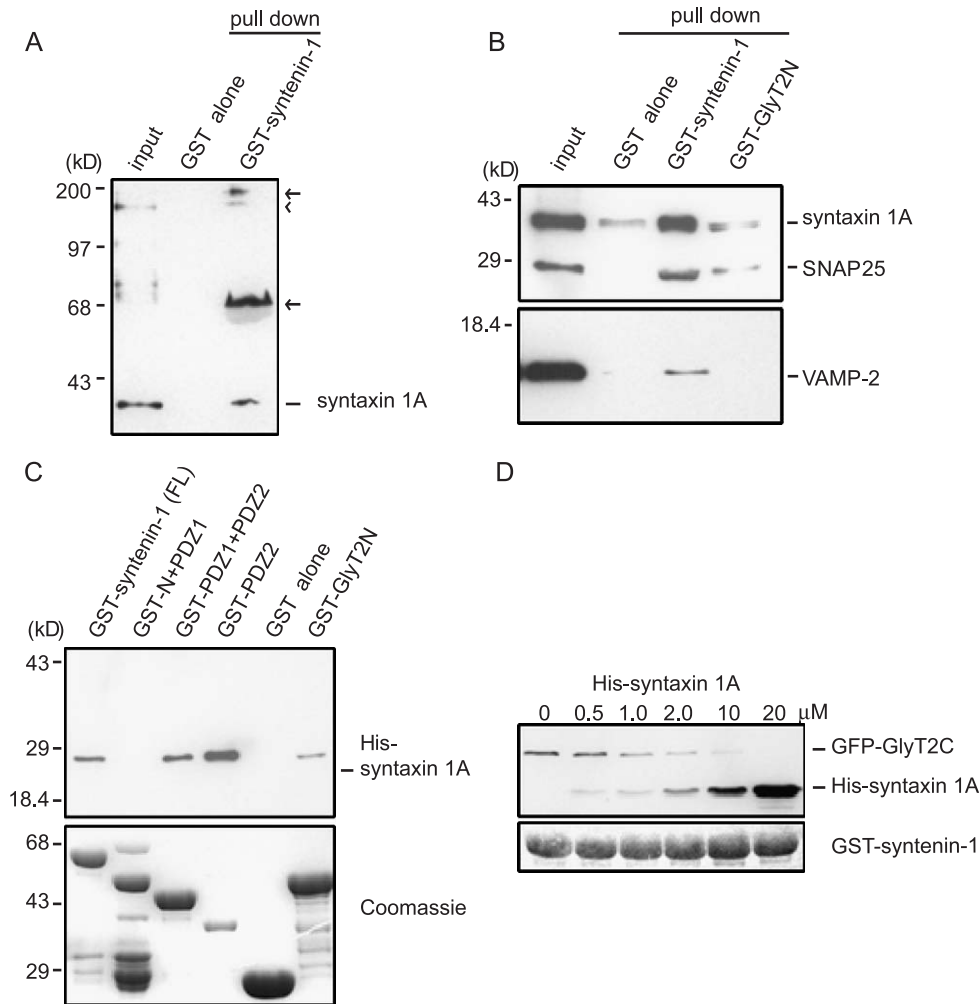 A
pull down
input
GST alone
GST-syntenin-1
(kD)
200
97
68
43
syntaxin 1A
B
pull down
input
GST alone
GST-syntenin-1
GST-GlyT2N
(kD)
43
29
18.4
syntaxin 1A
SNAP25
VAMP-2
C
GST-syntenin-1 (FL)
GST-N+PDZ1
GST-PDZ1+PDZ2
GST-PDZ2
GST alone
GST-GlyT2N
(kD)
43
29
18.4
His-
syntaxin 1A
68
43
29
Coomassie
D
His-syntaxin 1A
0 0.5 1.0 2.0 10 20 μM
GFP-GlyT2C
His-syntaxin 1A
GST-syntenin-1